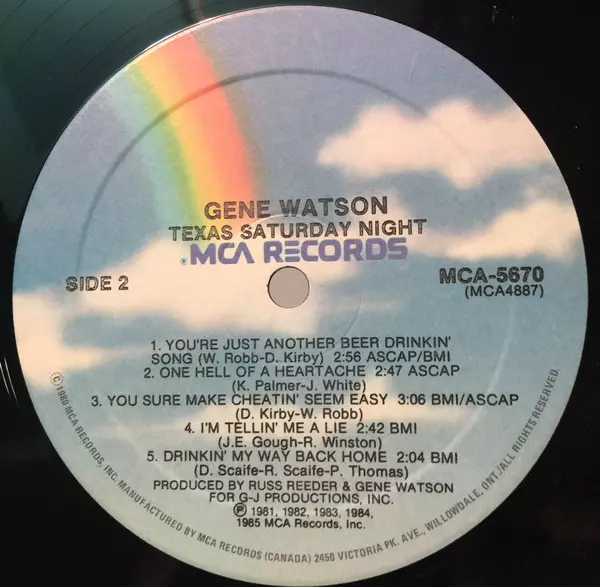 GENE WATSON
TEXAS SATURDAY NIGHT
MCA RECORDS
SIDE 2
MCA-5670
(MCA4887)
1. YOU'RE JUST ANOTHER BEER DRINKIN'
SONG (W. Robb-D. Kirby) 2:56 ASCAP/BMI
2. ONE HELL OF A HEARTACHE 2:47 ASCAP
(K. Palmer-J. White)
3. YOU SURE MAKE CHEATIN' SEEM EASY 3:06 BMI/ASCAP
(D. Kirby-W. Robb)
4. I'M TELLIN' ME A LIE 2:42 BMI
(J.E. Gough-R. Winston)
5. DRINKIN' MY WAY BACK HOME 2:04 BMI
(D. Scaife-R. Scaife-P. Thomas)
PRODUCED BY RUSS REEDER & GENE WATSON
FOR G-J PRODUCTIONS, INC.
℗ 1981, 1982, 1983, 1984,
1985 MCA Records, Inc.
© 1980 MCA RECORDS, INC. MANUFACTURED BY MCA RECORDS (CANADA) 2450 VICTORIA PK. AVE., WILLOWDALE, ONT./ALL RIGHTS RESERVED.